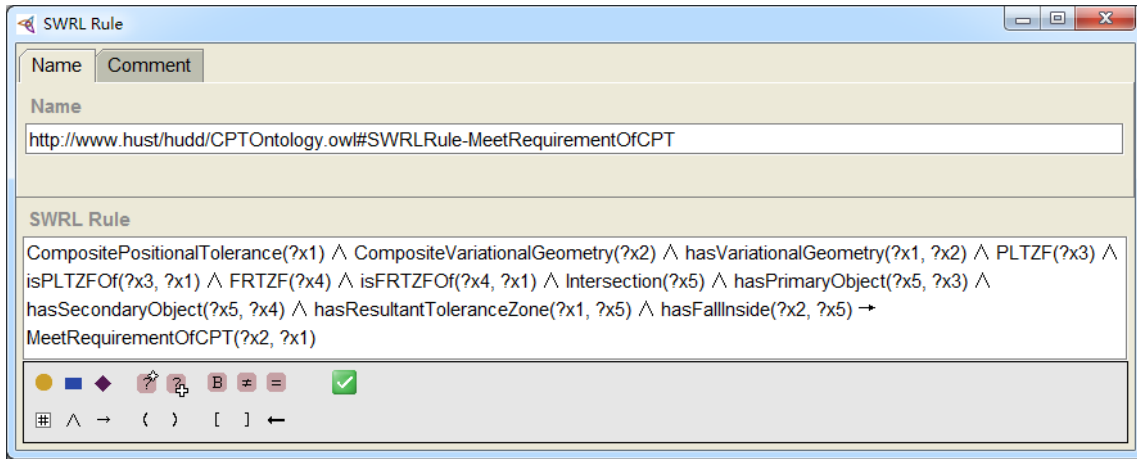 SWRL Rule
Name Comment
Name
http://www.hust/hudd/CPTOntology.owl#SWRLRule-MeetRequirementOfCPT
SWRL Rule
CompositePositionalTolerance(?x1) ∧ CompositeVariationalGeometry(?x2) ∧ hasVariationalGeometry(?x1, ?x2) ∧ PLTZF(?x3) ∧
isPLTZFOf(?x3, ?x1) ∧ FRTZF(?x4) ∧ isFRTZFOf(?x4, ?x1) ∧ Intersection(?x5) ∧ hasPrimaryObject(?x5, ?x3) ∧
hasSecondaryObject(?x5, ?x4) ∧ hasResultantToleranceZone(?x1, ?x5) ∧ hasFallInside(?x2, ?x5) →
MeetRequirementOfCPT(?x2, ?x1)
? ? B ≠ =
# ∧ → ( ) [ ] ←